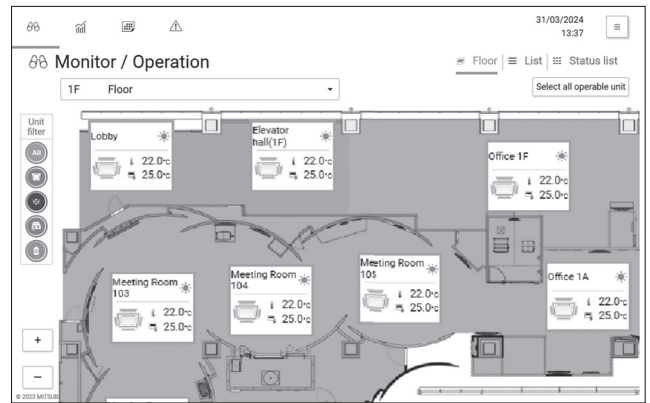 31/03/2024
13:37
Monitor / Operation
Floor
List
Status list
1F Floor
Select all operable unit
Unit
filter
All
Lobby
22.0°c
25.0°c
Elevator
hall(1F)
22.0°c
25.0°c
Office 1F
22.0°c
25.0°c
Meeting Room
103
22.0°c
25.0°c
Meeting Room
104
22.0°c
25.0°c
Meeting Room
105
22.0°c
25.0°c
Office 1A
22.0°c
25.0°c
+
−
© 2023 MITSUB